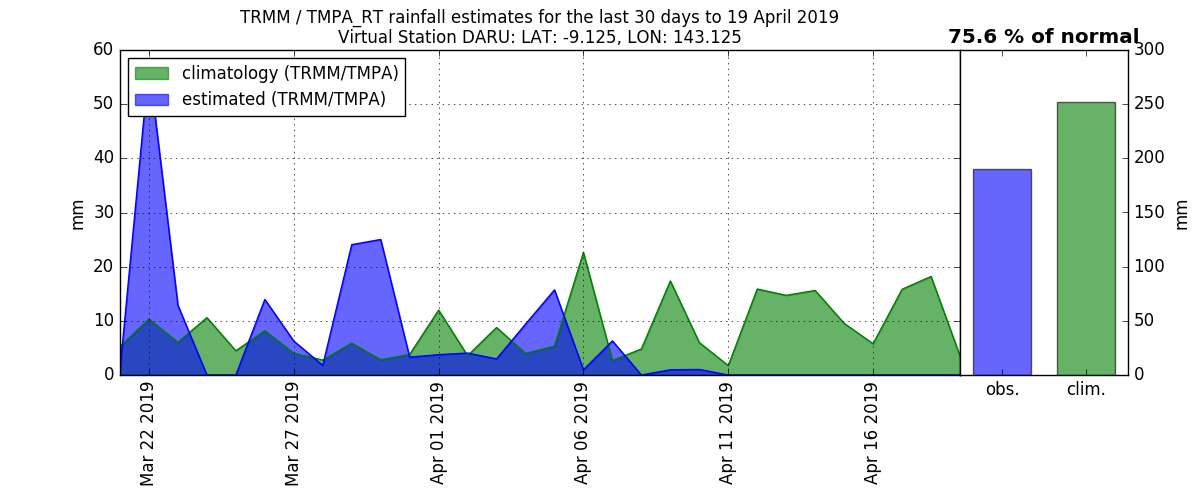 TRMM / TMPA_RT rainfall estimates for the last 30 days to 19 April 2019
Virtual Station DARU: LAT: -9.125, LON: 143.125
75.6 % of normal
climatology (TRMM/TMPA)
estimated (TRMM/TMPA)
60
50
40
30
20
10
0
mm
Mar 22 2019
Mar 27 2019
Apr 01 2019
Apr 06 2019
Apr 11 2019
Apr 16 2019
obs.
clim.
300
250
200
150
100
50
0
mm